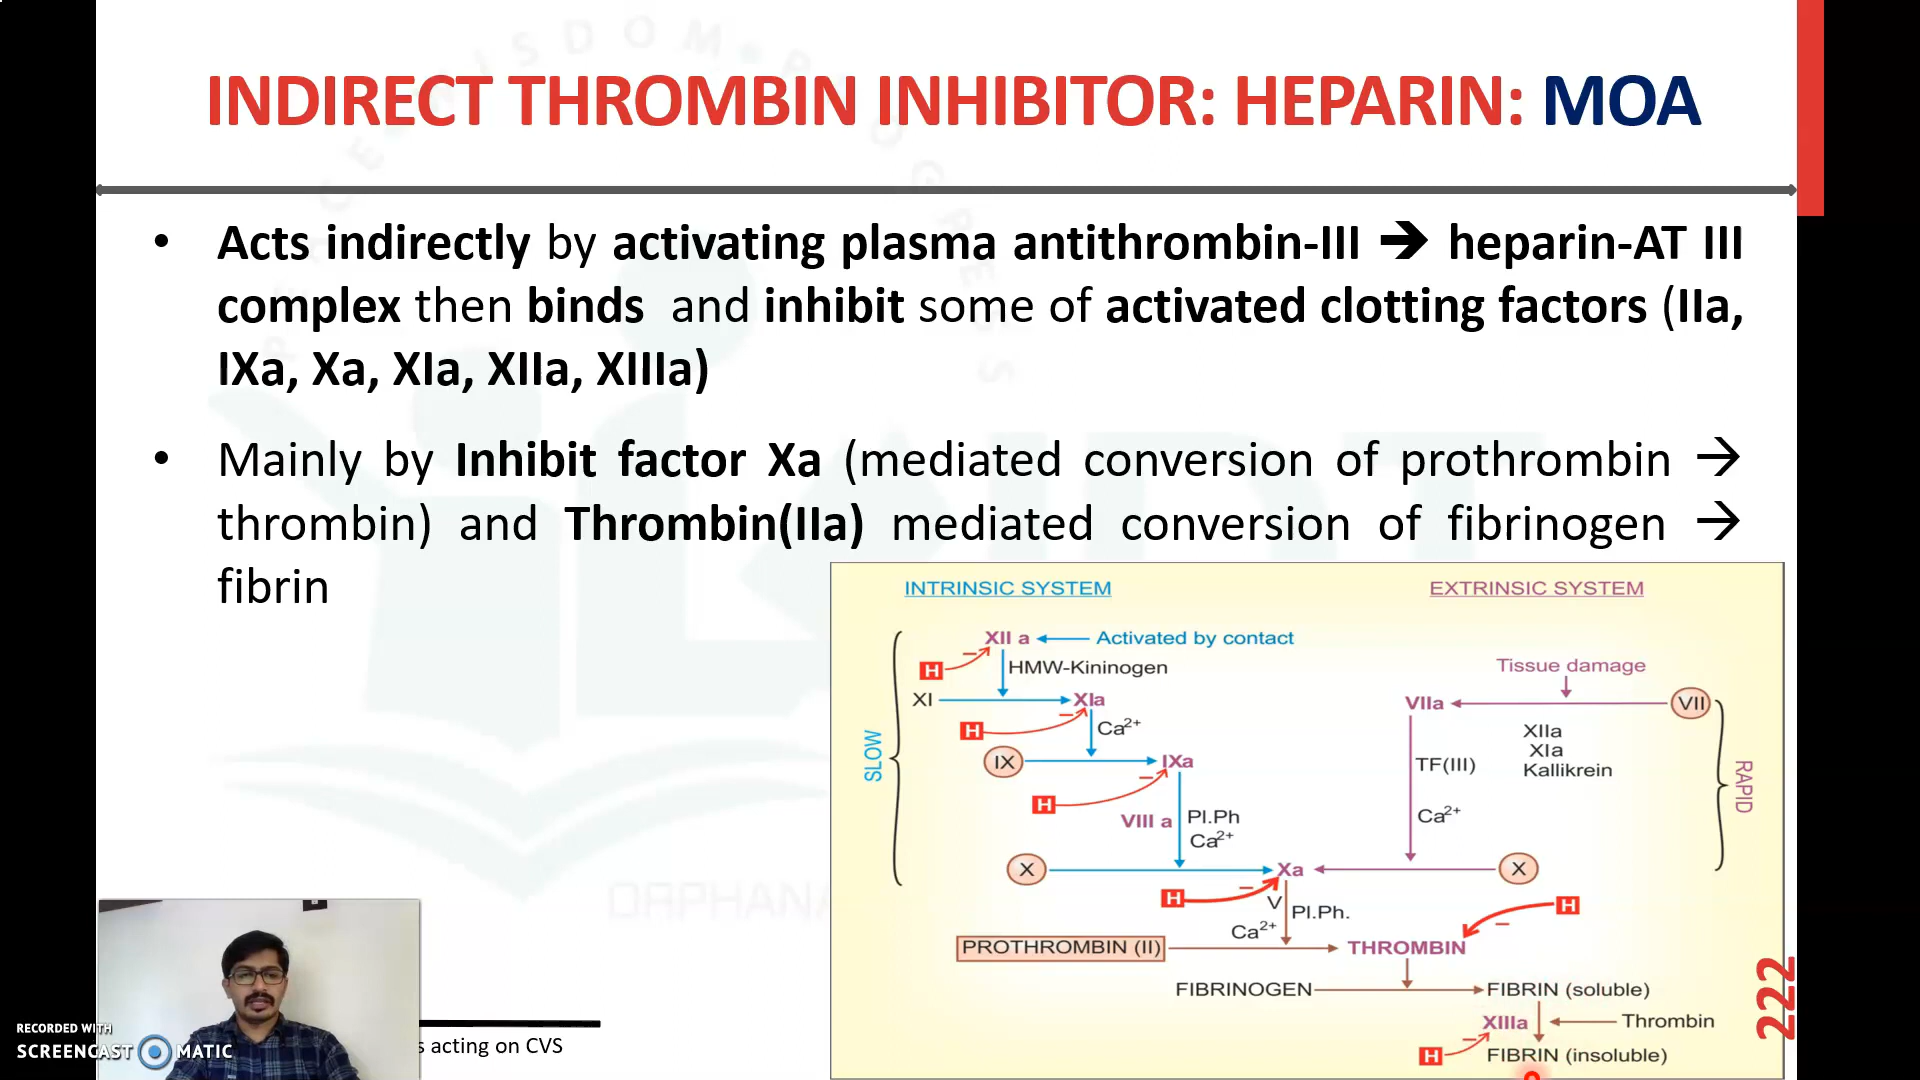 INDIRECT THROMBIN INHIBITOR: HEPARIN: MOA
• Acts indirectly by activating plasma antithrombin-III ➔ heparin-AT III
complex then binds and inhibit some of activated clotting factors (IIa,
IXa, Xa, XIa, XIIa, XIIIa)
• Mainly by Inhibit factor Xa (mediated conversion of prothrombin →
thrombin) and Thrombin(IIa) mediated conversion of fibrinogen →
fibrin
INTRINSIC SYSTEM
EXTRINSIC SYSTEM
XII a
Activated by contact
H
HMW-Kininogen
Tissue damage
XI
XIa
VIIa
VII
H
Ca2+
XIIa
XIa
Kallikrein
SLOW
IX
IXa
TF(III)
RAPID
H
VIII a
Pl.Ph
Ca2+
Ca2+
X
Xa
X
H
V
Pl.Ph.
Ca2+
H
PROTHROMBIN (II)
THROMBIN
FIBRINOGEN
FIBRIN (soluble)
XIIIa
Thrombin
H
FIBRIN (insoluble)
222
s acting on CVS
RECORDED WITH
SCREENCAST MATIC